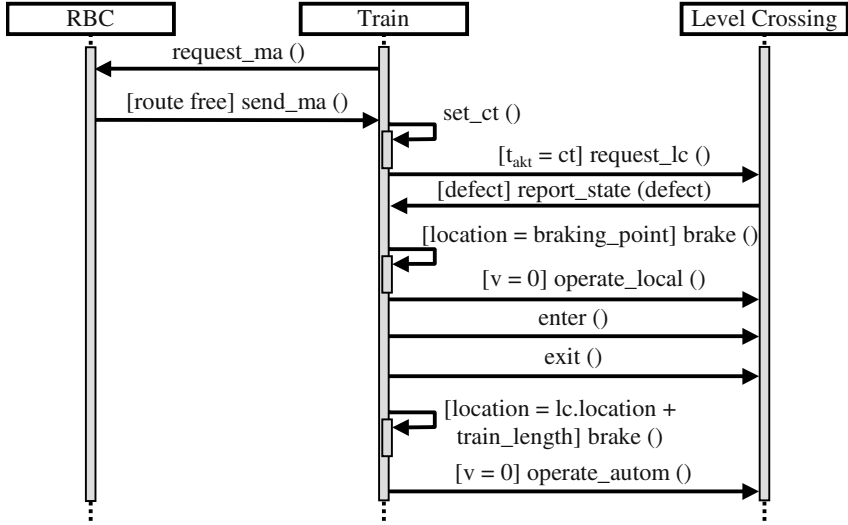 RBC Train Level Crossing
request_ma ()
[route free] send_ma ()
set_ct ()
[t_akt = ct] request_lc ()
[defect] report_state (defect)
[location = braking_point] brake ()
[v = 0] operate_local ()
enter ()
exit ()
[location = lc.location +
train_length] brake ()
[v = 0] operate_autom ()